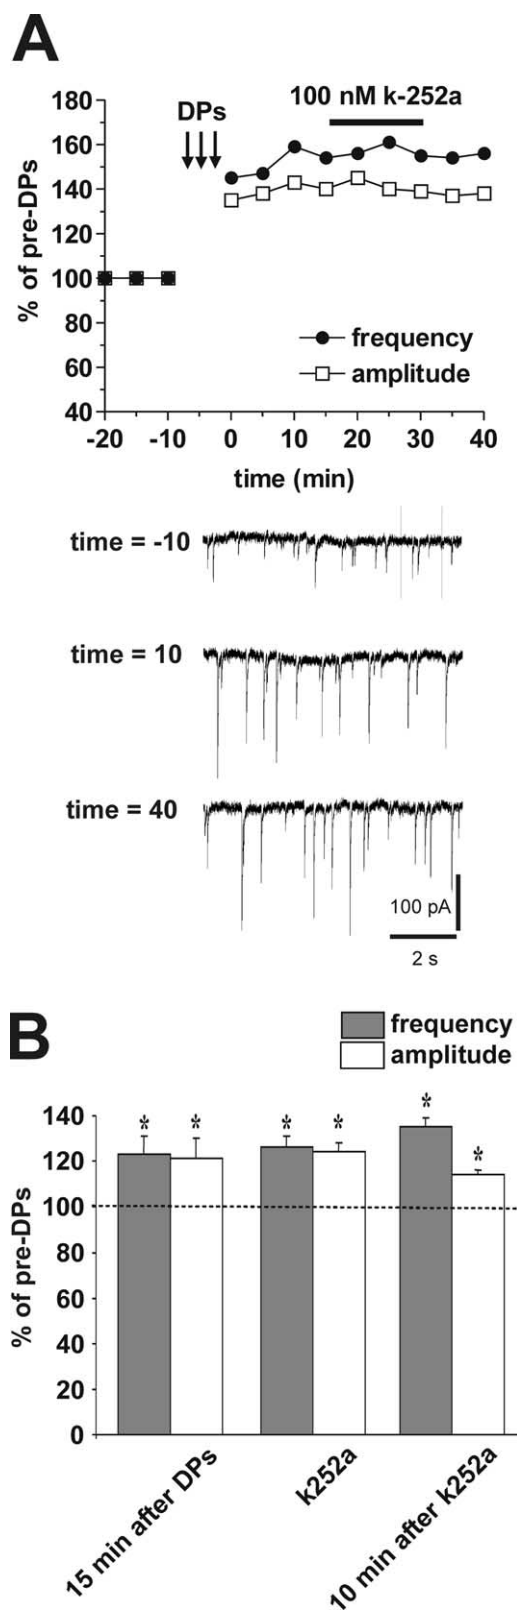 A
180
160
140
120
100
80
60
40
% of pre-DPs
DPs
100 nM k-252a
frequency
amplitude
-20 -10 0 10 20 30 40
time (min)
time = -10
time = 10
time = 40
100 pA
2 s
B
frequency
amplitude
140
120
100
80
60
40
20
0
% of pre-DPs
* * * * * *
15 min after DPs
k252a
10 min after k252a